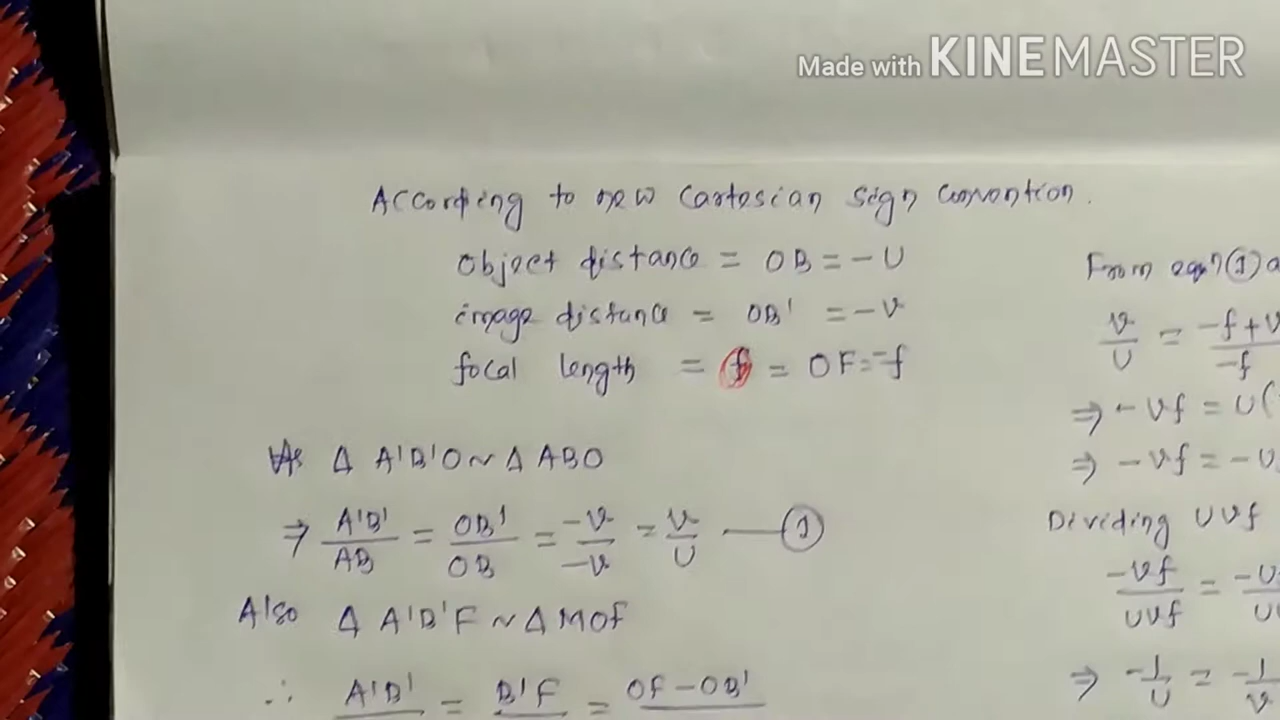 Made with KINEMASTER
According to new Cartesian sign convention.
object distance = OB = -U
image distance = OB' = -v
focal length = f = OF = -f
As Δ A'B'O ~ Δ ABO
⇒ A'B'/AB = OB'/OB = -v/-v = v/U — ①
Also Δ A'B'F ~ Δ MOf
∴ A'B' = B'F = OF - OB'
From eqⁿ ① a
v/U = -f+v/-f
⇒ -vf = U(
⇒ -vf = -U
Dividing UVf
-vf/UVf = -U
⇒ -1/U = -1/v